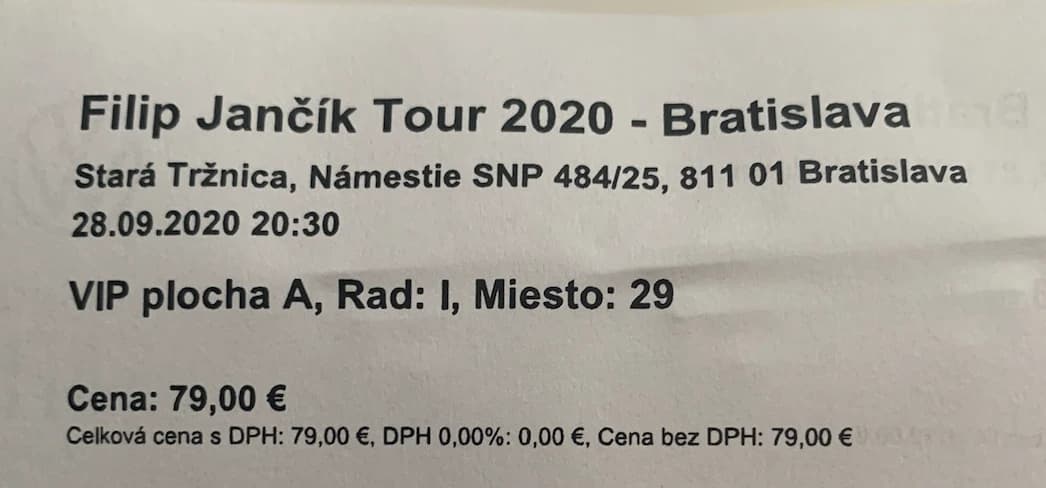 Filip Jančík Tour 2020 - Bratislava
Stará Tržnica, Námestie SNP 484/25, 811 01 Bratislava
28.09.2020 20:30
VIP plocha A, Rad: I, Miesto: 29
Cena: 79,00 €
Celková cena s DPH: 79,00 €, DPH 0,00%: 0,00 €, Cena bez DPH: 79,00 €